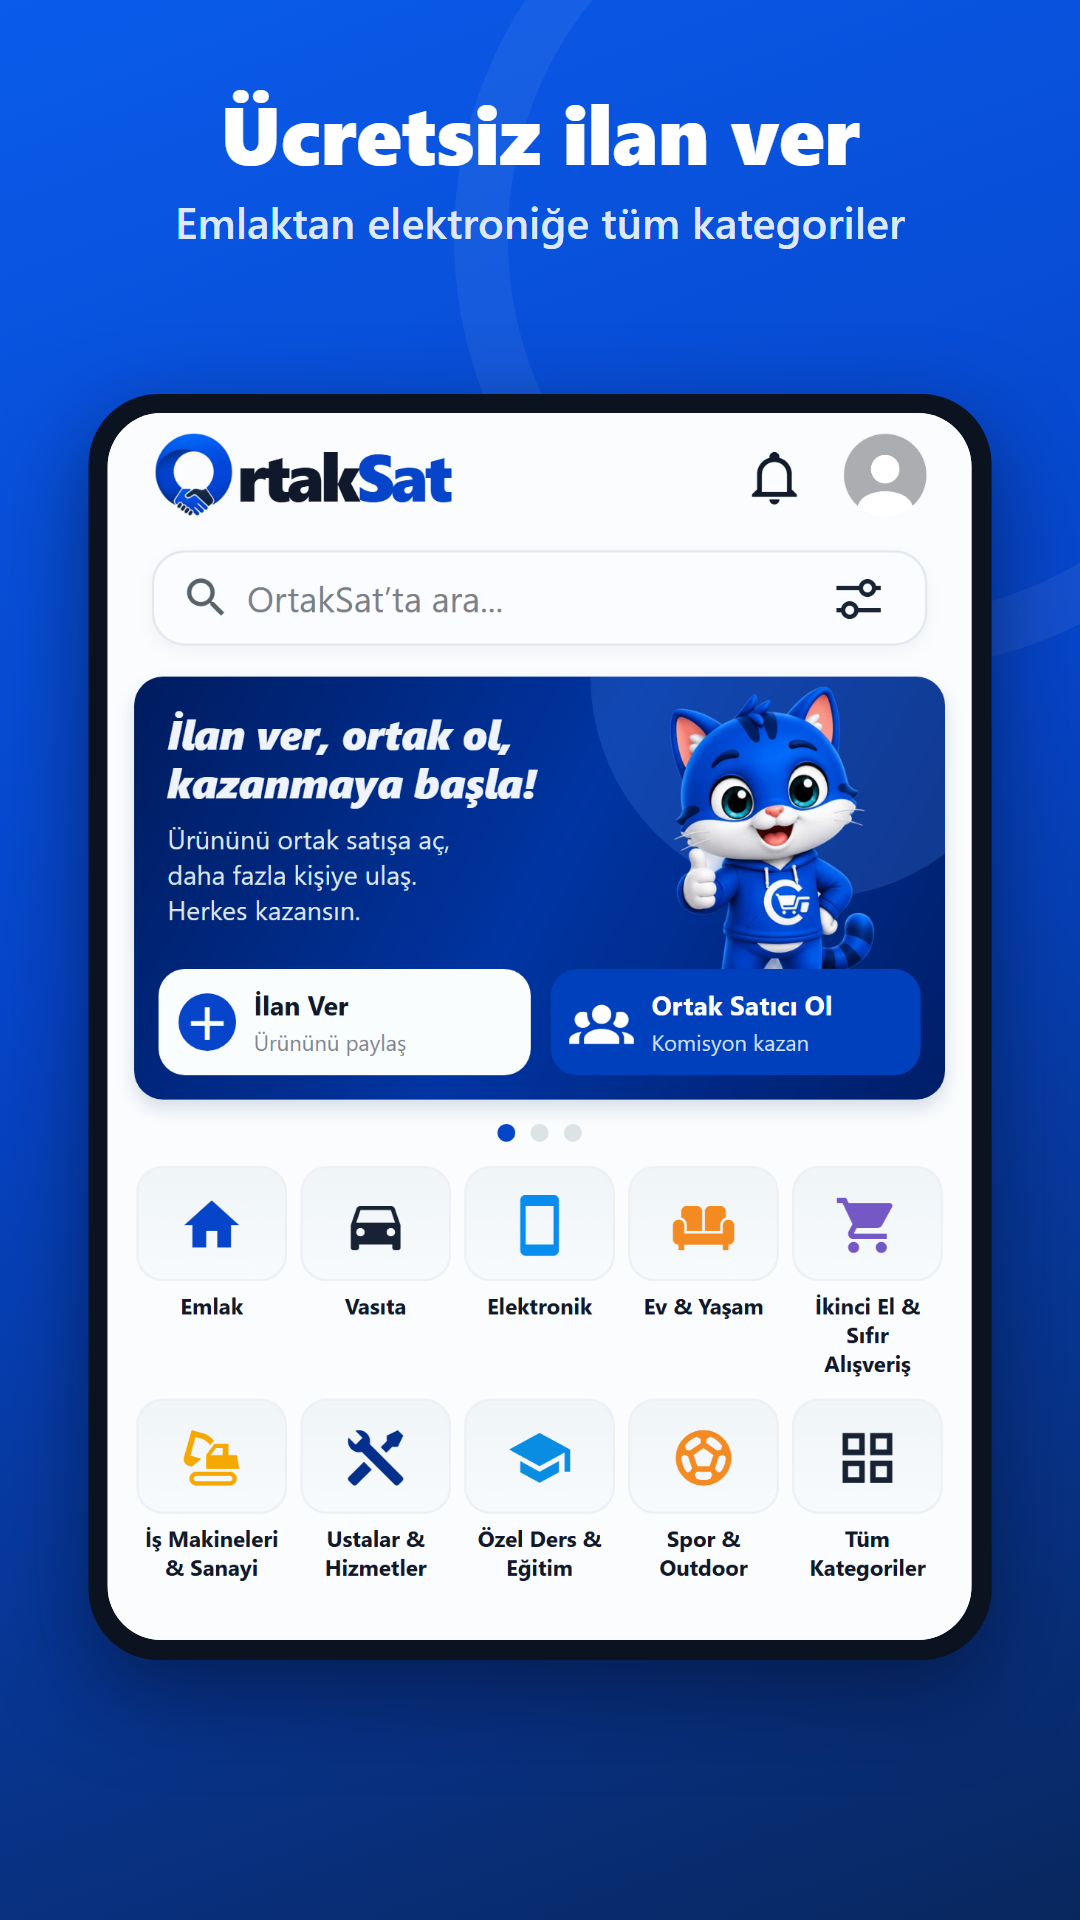 Ücretsiz ilan ver
Emlaktan elektroniğe tüm kategoriler
OrtakSat
OrtakSat'ta ara...
İlan ver, ortak ol,
kazanmaya başla!
Ürününü ortak satışa aç,
daha fazla kişiye ulaş.
Herkes kazansın.
İlan Ver
Ürününü paylaş
Ortak Satıcı Ol
Komisyon kazan
Emlak
Vasıta
Elektronik
Ev & Yaşam
İkinci El &
Sıfır
Alışveriş
İş Makineleri
& Sanayi
Ustalar &
Hizmetler
Özel Ders &
Eğitim
Spor &
Outdoor
Tüm
Kategoriler